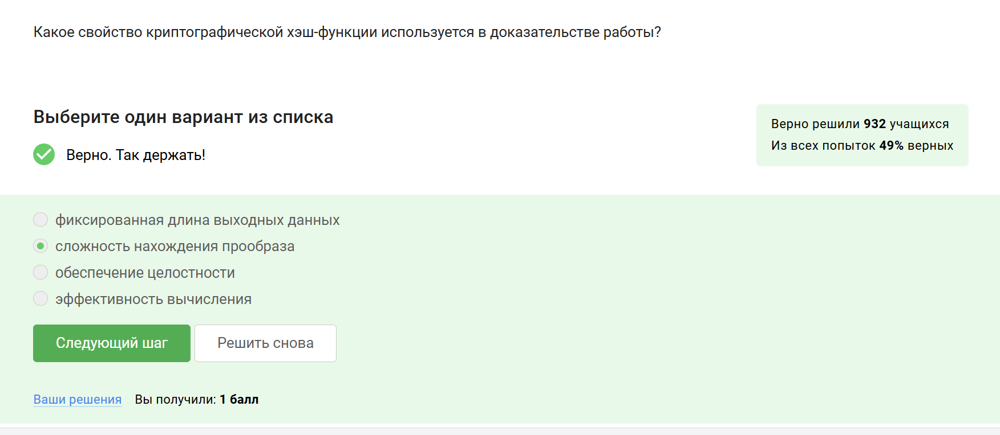 Какое свойство криптографической хэш-функции используется в доказательстве работы?
Выберите один вариант из списка
Верно. Так держать!
Верно решили 932 учащихся
Из всех попыток 49% верных
фиксированная длина выходных данных
сложность нахождения прообраза
обеспечение целостности
эффективность вычисления
Следующий шаг
Решить снова
Ваши решения Вы получили: 1 балл